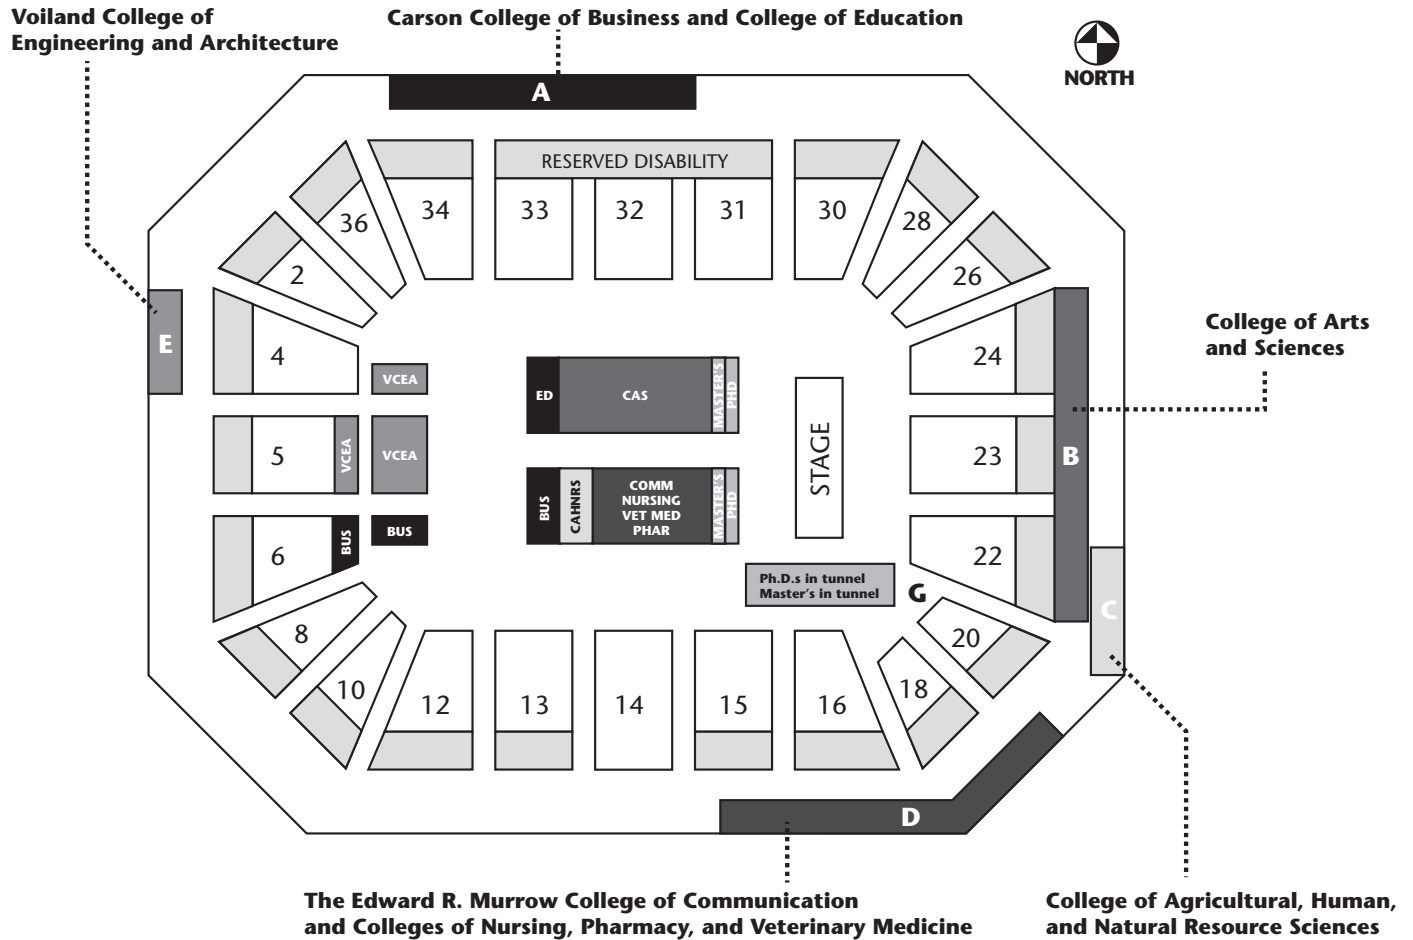 Voiland College of
Engineering and Architecture
Carson College of Business and College of Education
NORTH
A
RESERVED DISABILITY
36
34
33
32
31
30
28
2
26
E
4
24
College of Arts
and Sciences
VCEA
ED
CAS
MASTER'S
PHD
STAGE
5
VCEA
VCEA
23
B
6
BUS
BUS
BUS
CAHNRS
COMM
NURSING
VET MED
PHAR
MASTER'S
PHD
22
Ph.D.s in tunnel
Master's in tunnel
G
C
8
20
10
12
13
14
15
16
18
D
The Edward R. Murrow College of Communication
and Colleges of Nursing, Pharmacy, and Veterinary Medicine
College of Agricultural, Human,
and Natural Resource Sciences